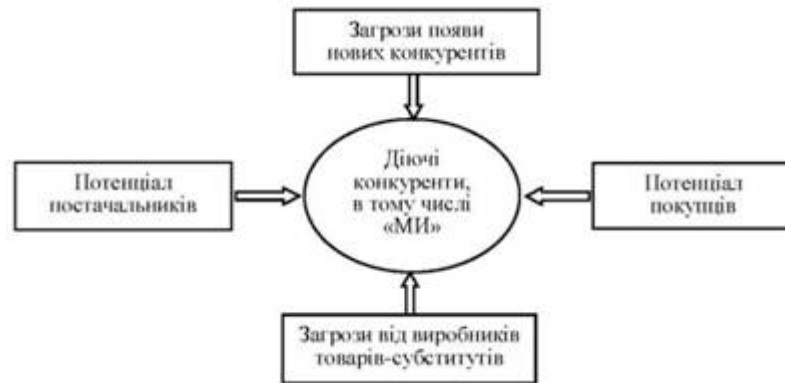 Загрози появи
нових конкурентів
Діючі
конкуренти,
в тому числі
«МИ»
Потенціал
постачальників
Потенціал
покупців
Загрози від виробників
товарів-субститутів